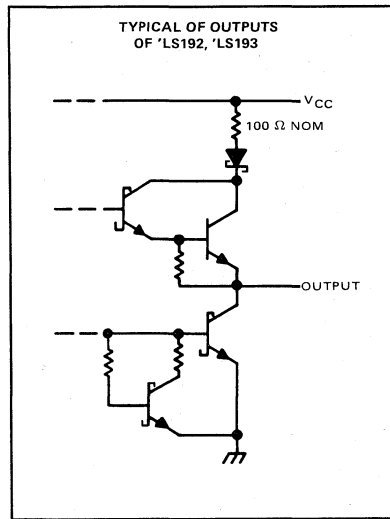 TYPICAL OF OUTPUTS
OF 'LS192, 'LS193
VCC
100 Ω NOM
OUTPUT